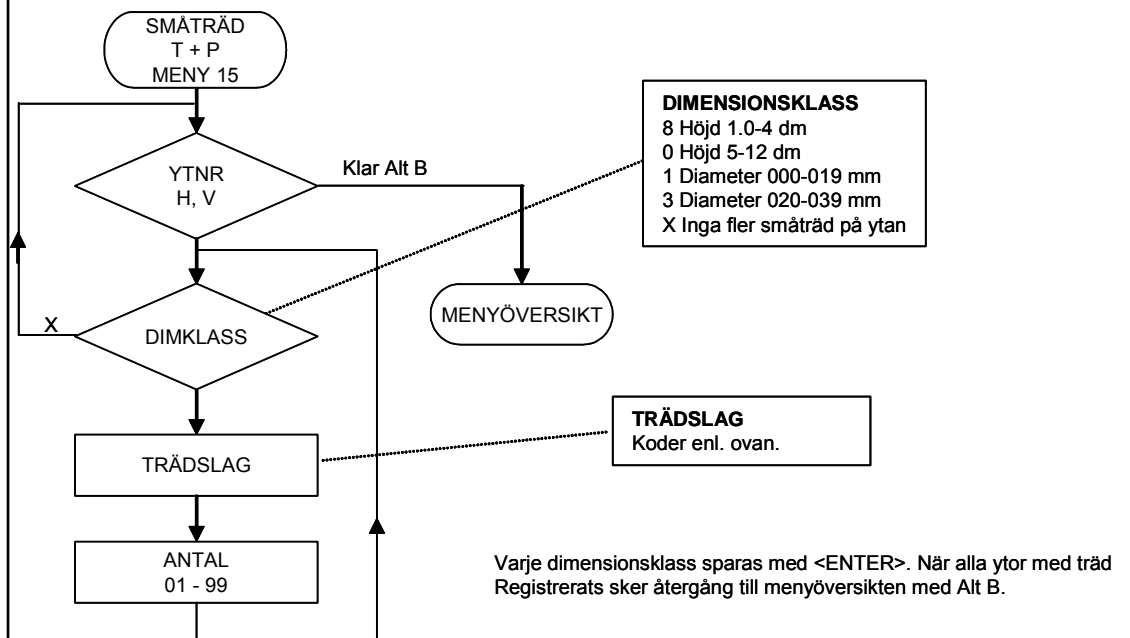 SMÅTRÄD
T + P
MENY 15
DIMENSIONSKLASS
8 Höjd 1.0-4 dm
0 Höjd 5-12 dm
1 Diameter 000-019 mm
3 Diameter 020-039 mm
X Inga fler småträd på ytan
YTNR
H, V
Klar Alt B
MENYÖVERSIKT
X
DIMKLASS
TRÄDSLAG
Koder enl. ovan.
TRÄDSLAG
ANTAL
01 - 99
Varje dimensionsklass sparas med <ENTER>. När alla ytor med träd
Registrerats sker återgång till menyöversikten med Alt B.